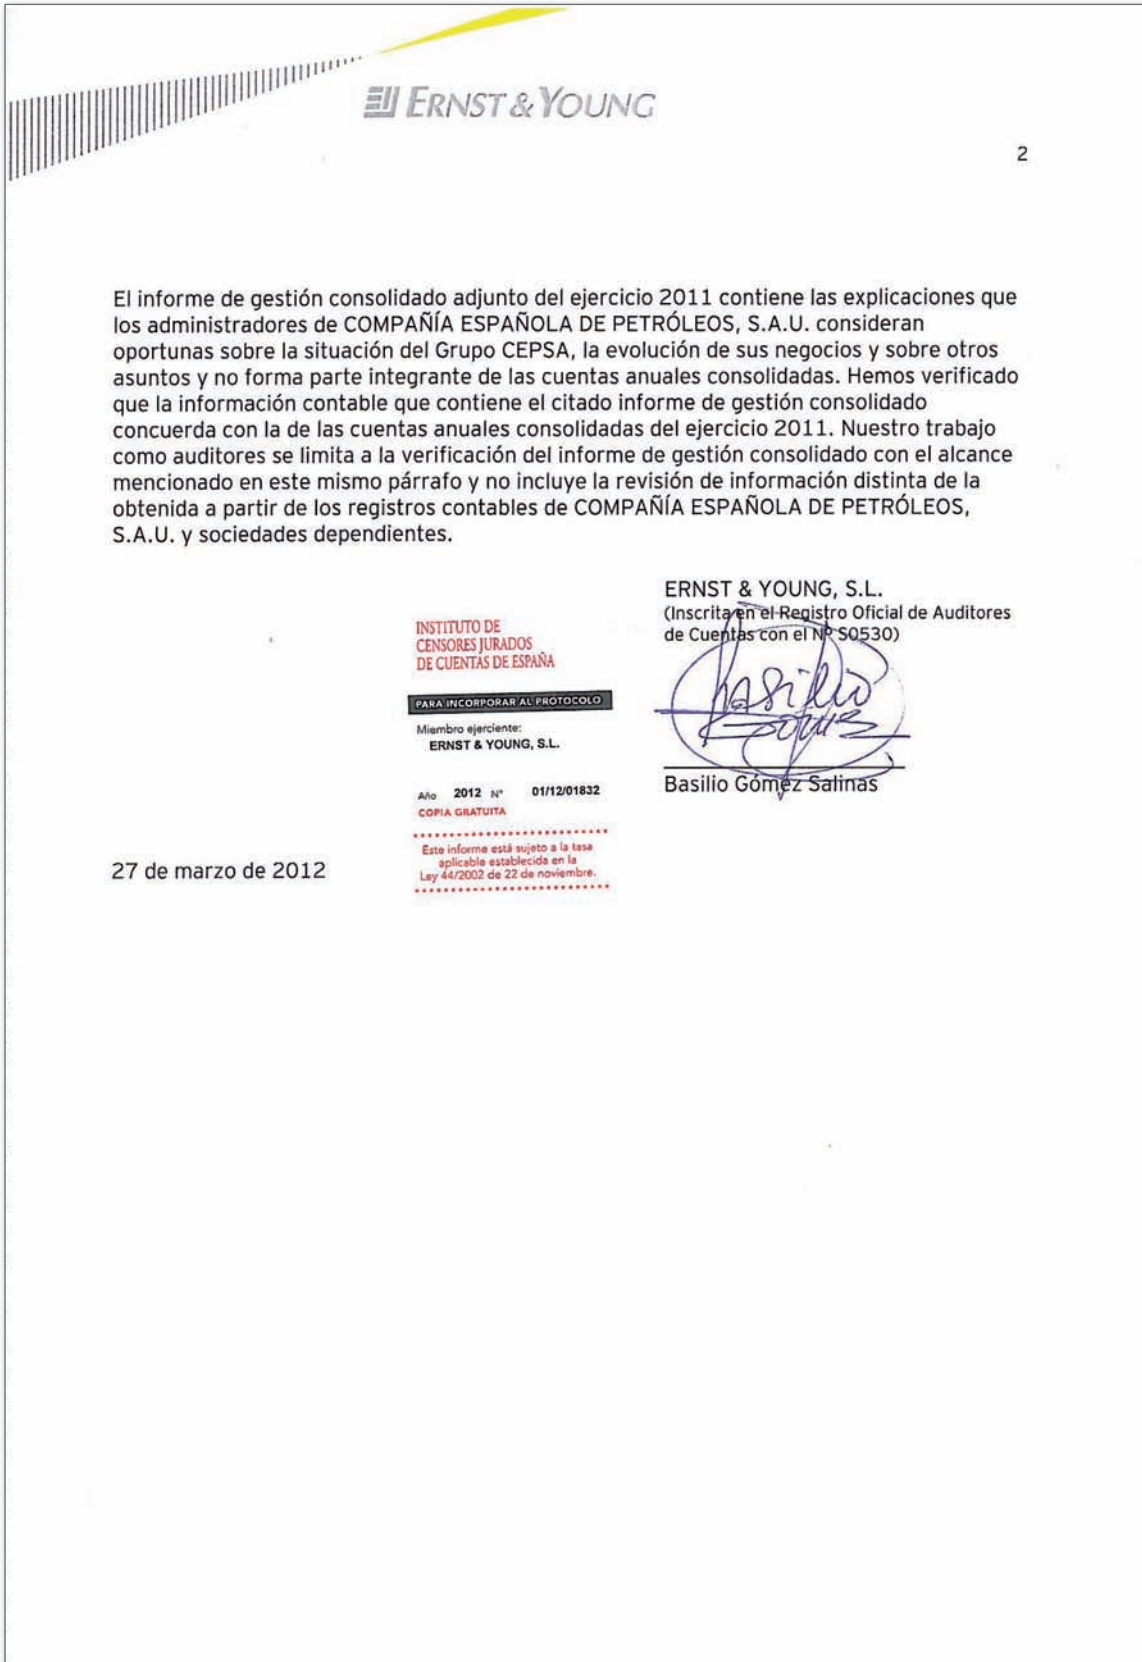 ERNST & YOUNG
2
El informe de gestión consolidado adjunto del ejercicio 2011 contiene las explicaciones que
los administradores de COMPAÑÍA ESPAÑOLA DE PETRÓLEOS, S.A.U. consideran
oportunas sobre la situación del Grupo CEPSA, la evolución de sus negocios y sobre otros
asuntos y no forma parte integrante de las cuentas anuales consolidadas. Hemos verificado
que la información contable que contiene el citado informe de gestión consolidado
concuerda con la de las cuentas anuales consolidadas del ejercicio 2011. Nuestro trabajo
como auditores se limita a la verificación del informe de gestión consolidado con el alcance
mencionado en este mismo párrafo y no incluye la revisión de información distinta de la
obtenida a partir de los registros contables de COMPAÑÍA ESPAÑOLA DE PETRÓLEOS,
S.A.U. y sociedades dependientes.
ERNST & YOUNG, S.L.
(Inscrita en el Registro Oficial de Auditores
de Cuentas con el Nº S0530)
Basilio
Gómez
Basilio Gómez Salinas
INSTITUTO DE
CENSORES JURADOS
DE CUENTAS DE ESPAÑA
PARA INCORPORAR AL PROTOCOLO
Miembro ejerciente:
ERNST & YOUNG, S.L.
Año 2012 Nº 01/12/01832
COPIA GRATUITA
Este informe está sujeto a la tasa
aplicable establecida en la
Ley 44/2002 de 22 de noviembre.
27 de marzo de 2012